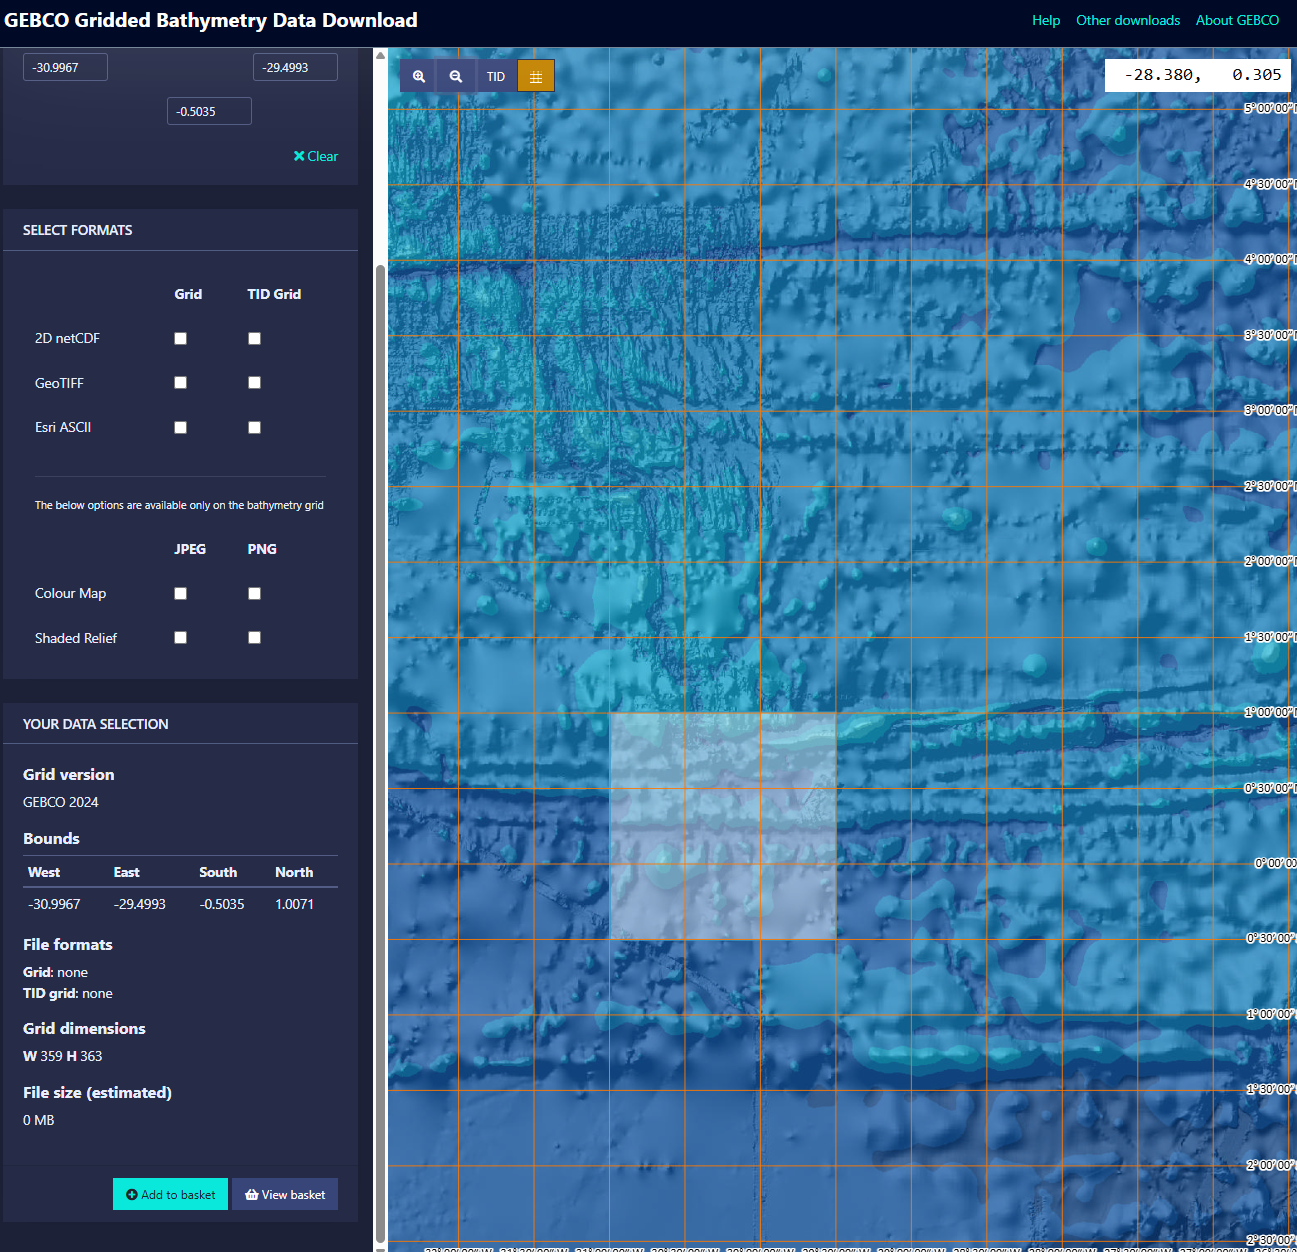 GEBCO Gridded Bathymetry Data Download
Help Other downloads About GEBCO
-30.9967 -29.4993
-0.5035
Clear
SELECT FORMATS
Grid TID Grid
2D netCDF
GeoTIFF
Esri ASCII
The below options are available only on the bathymetry grid
JPEG PNG
Colour Map
Shaded Relief
YOUR DATA SELECTION
Grid version
GEBCO 2024
Bounds
West East South North
-30.9967 -29.4993 -0.5035 1.0071
File formats
Grid: none
TID grid: none
Grid dimensions
W 359 H 363
File size (estimated)
0 MB
Add to basket View basket
TID
-28.380, 0.305
5°00'00"
4°30'00"
4°00'00"
3°30'00"
3°00'00"
2°30'00"
2°00'00"
1°30'00"
1°00'00"
0°30'00"
0°00'00
0°30'00"
1°00'00"
1°30'00"
2°00'00"
2°30'00"